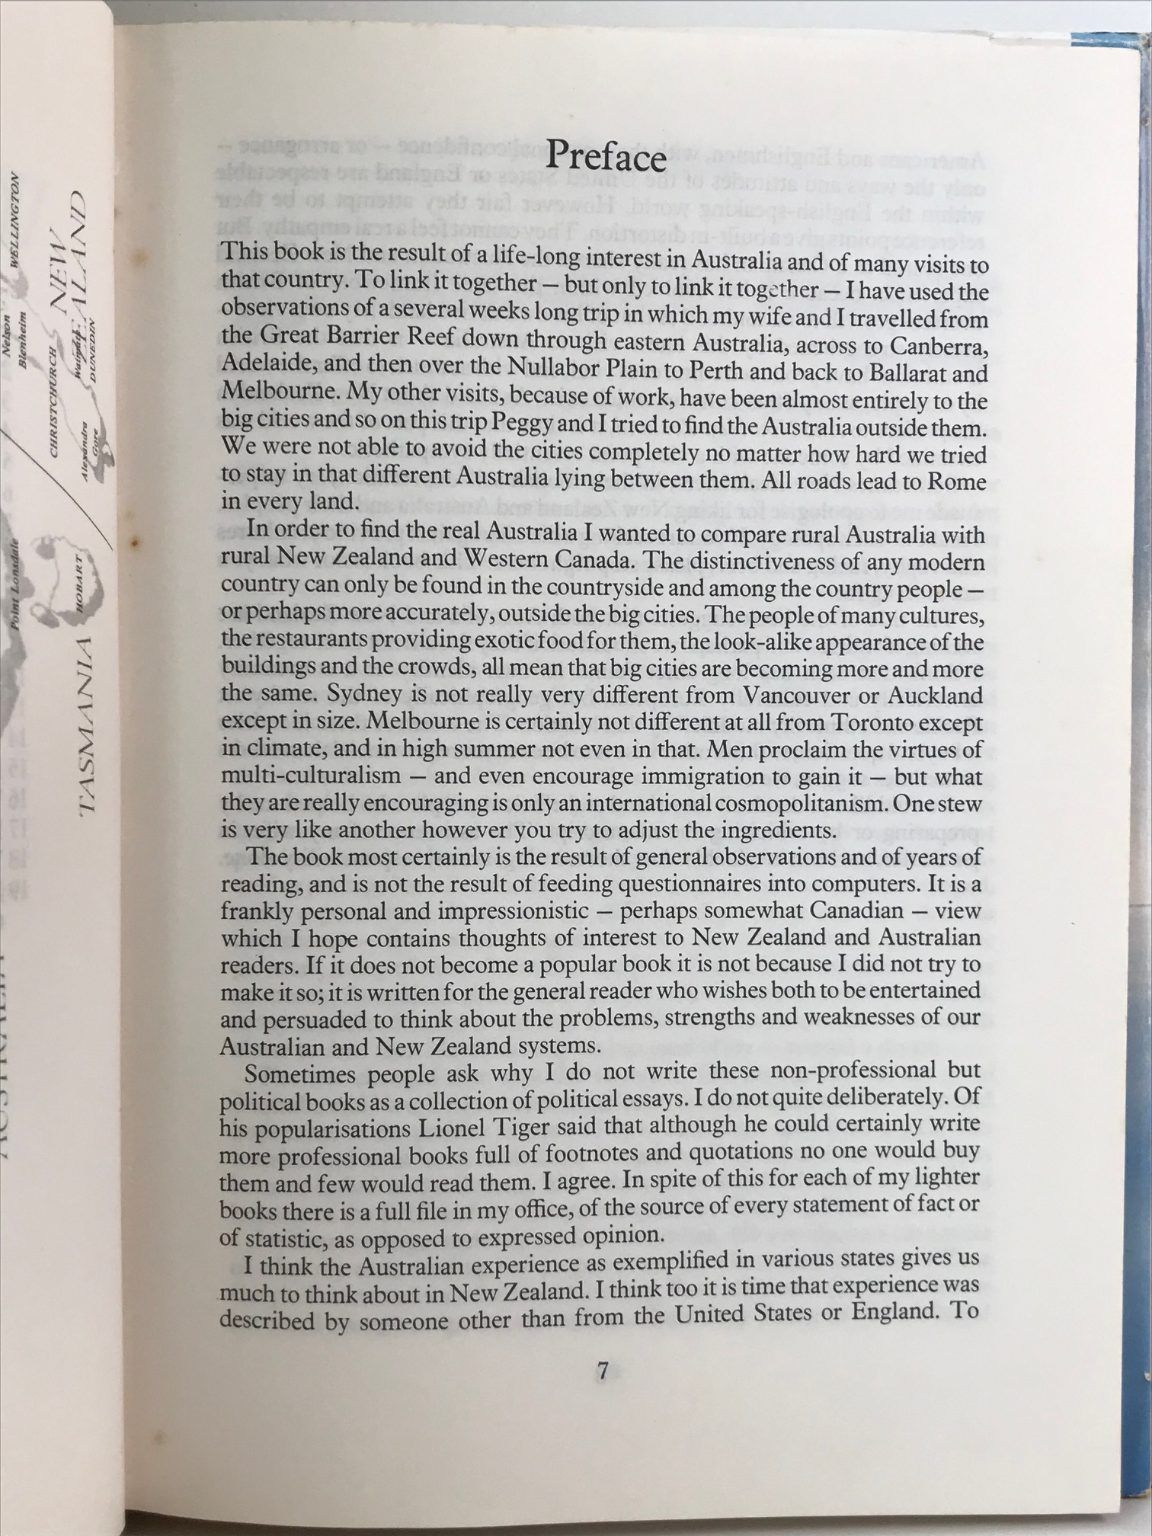 WELLINGTON
Nelson
Blenheim
NEW
ZEALAND
CHRISTCHURCH
DUNEDIN
Alexandra
Gore
Point Lonsdale
HOBART
TASMANIA
Preface
This book is the result of a life-long interest in Australia and of many visits to
that country. To link it together — but only to link it together — I have used the
observations of a several weeks long trip in which my wife and I travelled from
the Great Barrier Reef down through eastern Australia, across to Canberra,
Adelaide, and then over the Nullabor Plain to Perth and back to Ballarat and
Melbourne. My other visits, because of work, have been almost entirely to the
big cities and so on this trip Peggy and I tried to find the Australia outside them.
We were not able to avoid the cities completely no matter how hard we tried
to stay in that different Australia lying between them. All roads lead to Rome
in every land.
In order to find the real Australia I wanted to compare rural Australia with
rural New Zealand and Western Canada. The distinctiveness of any modern
country can only be found in the countryside and among the country people —
or perhaps more accurately, outside the big cities. The people of many cultures,
the restaurants providing exotic food for them, the look-alike appearance of the
buildings and the crowds, all mean that big cities are becoming more and more
the same. Sydney is not really very different from Vancouver or Auckland
except in size. Melbourne is certainly not different at all from Toronto except
in climate, and in high summer not even in that. Men proclaim the virtues of
multi-culturalism — and even encourage immigration to gain it — but what
they are really encouraging is only an international cosmopolitanism. One stew
is very like another however you try to adjust the ingredients.
The book most certainly is the result of general observations and of years of
reading, and is not the result of feeding questionnaires into computers. It is a
frankly personal and impressionistic — perhaps somewhat Canadian — view
which I hope contains thoughts of interest to New Zealand and Australian
readers. If it does not become a popular book it is not because I did not try to
make it so; it is written for the general reader who wishes both to be entertained
and persuaded to think about the problems, strengths and weaknesses of our
Australian and New Zealand systems.
Sometimes people ask why I do not write these non-professional but
political books as a collection of political essays. I do not quite deliberately. Of
his popularisations Lionel Tiger said that although he could certainly write
more professional books full of footnotes and quotations no one would buy
them and few would read them. I agree. In spite of this for each of my lighter
books there is a full file in my office, of the source of every statement of fact or
of statistic, as opposed to expressed opinion.
I think the Australian experience as exemplified in various states gives us
much to think about in New Zealand. I think too it is time that experience was
described by someone other than from the United States or England. To
7